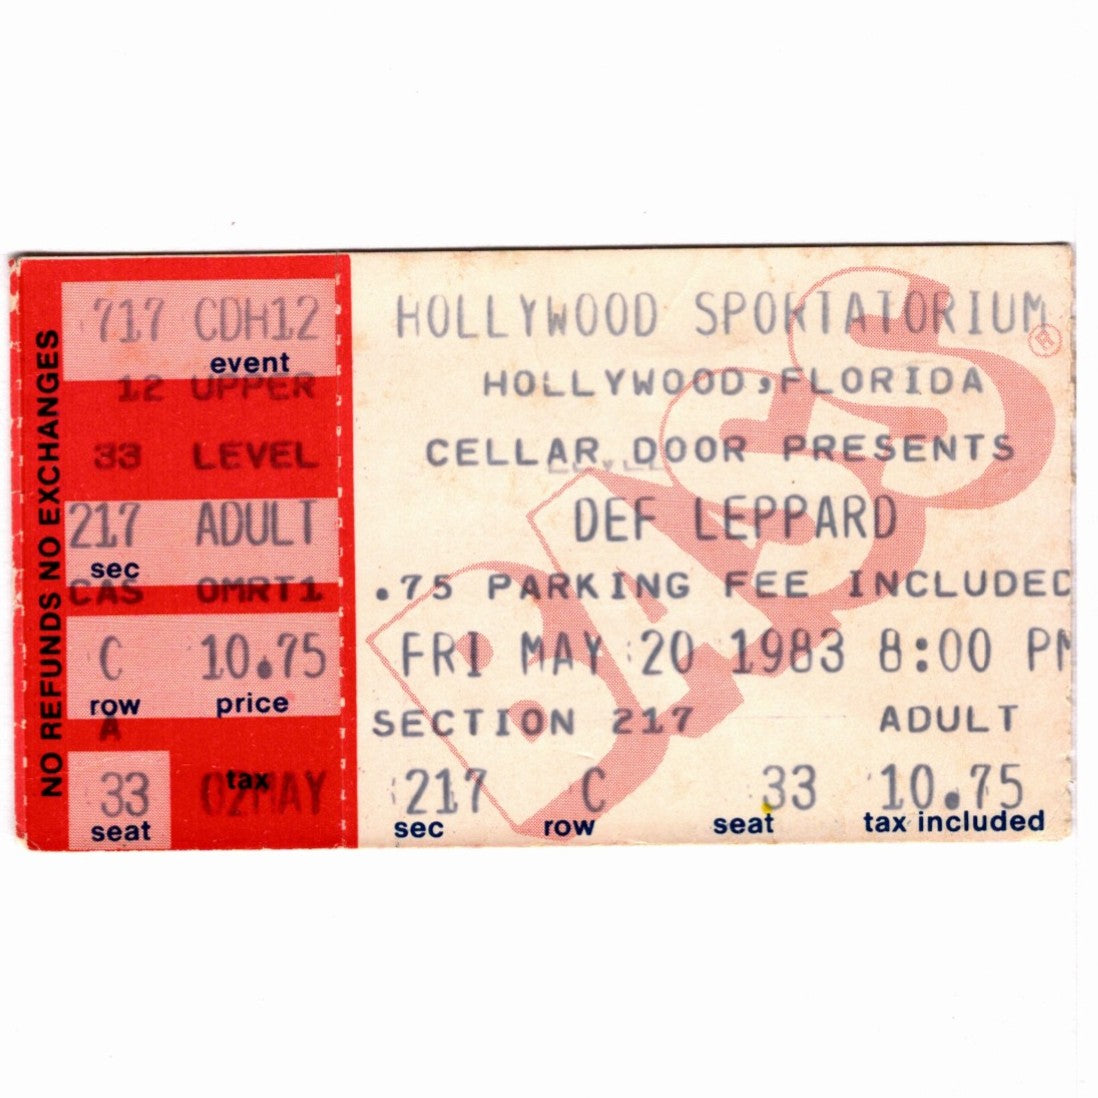 NO REFUNDS NO EXCHANGES
717 CDH12
event
12 UPPER
33 LEVEL
217 ADULT
sec
CAS OMRT1
C 10.75
row price
A
tax
33 02MAY
seat
BASS®
HOLLYWOOD SPORTATORIUM
HOLLYWOOD, FLORIDA
CELLAR DOOR PRESENTS
DEF LEPPARD
.75 PARKING FEE INCLUDED
FRI MAY 20 1983 8:00 PM
SECTION 217 ADULT
217 C 33 10.75
sec row seat tax included